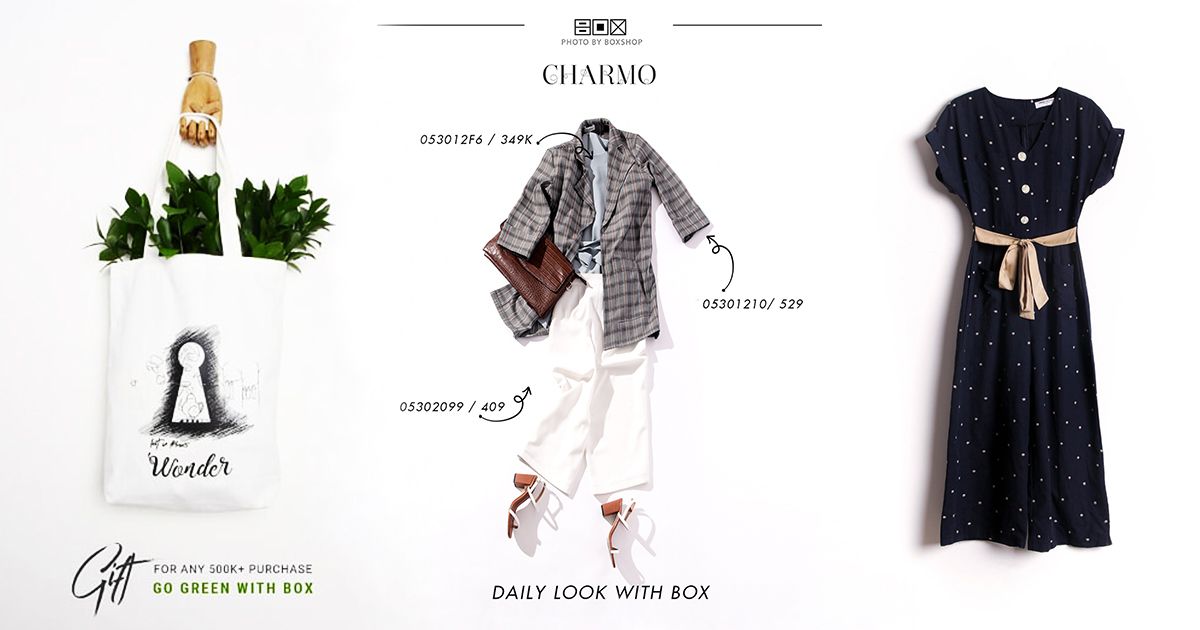 BOX
PHOTO BY BOXSHOP
CHARMO
053012F6 / 349K
05301210/ 529
05302099 / 409
DAILY LOOK WITH BOX
Wonder
Gift
FOR ANY 500K+ PURCHASE
GO GREEN WITH BOX